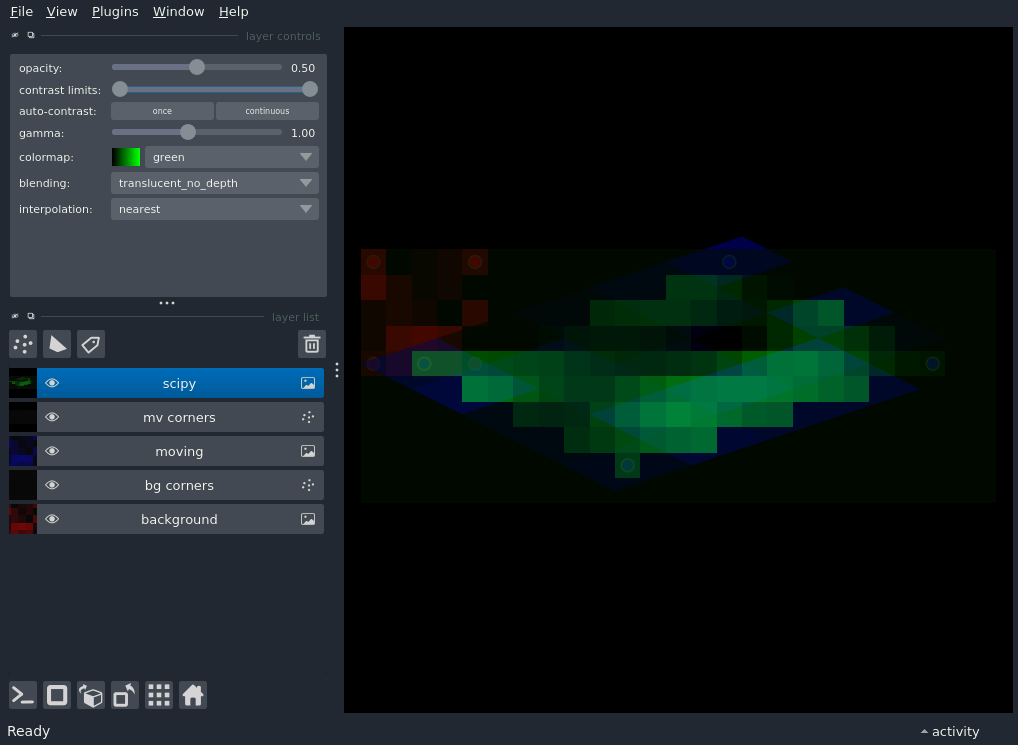 File View Plugins Window Help
layer controls
opacity: 0.50
contrast limits:
auto-contrast: once continuous
gamma: 1.00
colormap: green
blending: translucent_no_depth
interpolation: nearest
layer list
scipy
mv corners
moving
bg corners
background
Ready activity